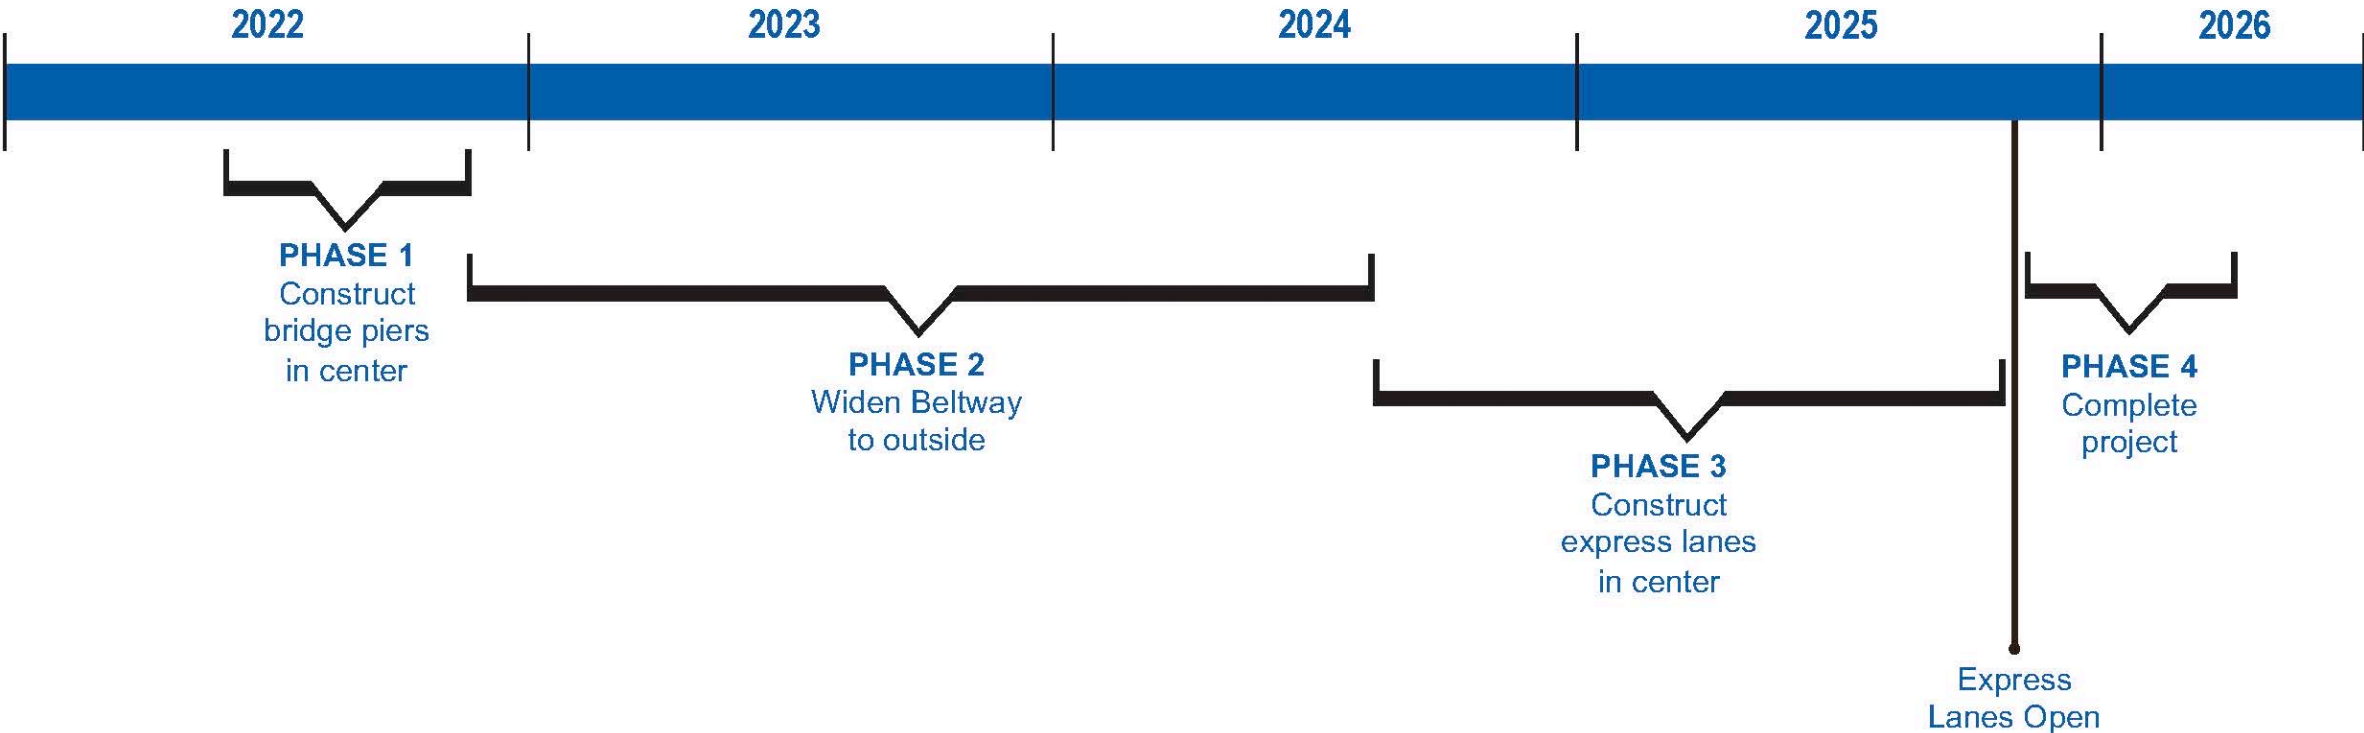 2022
2023
2024
2025
2026
PHASE 1
Construct
bridge piers
in center
PHASE 2
Widen Beltway
to outside
PHASE 3
Construct
express lanes
in center
PHASE 4
Complete
project
Express
Lanes Open